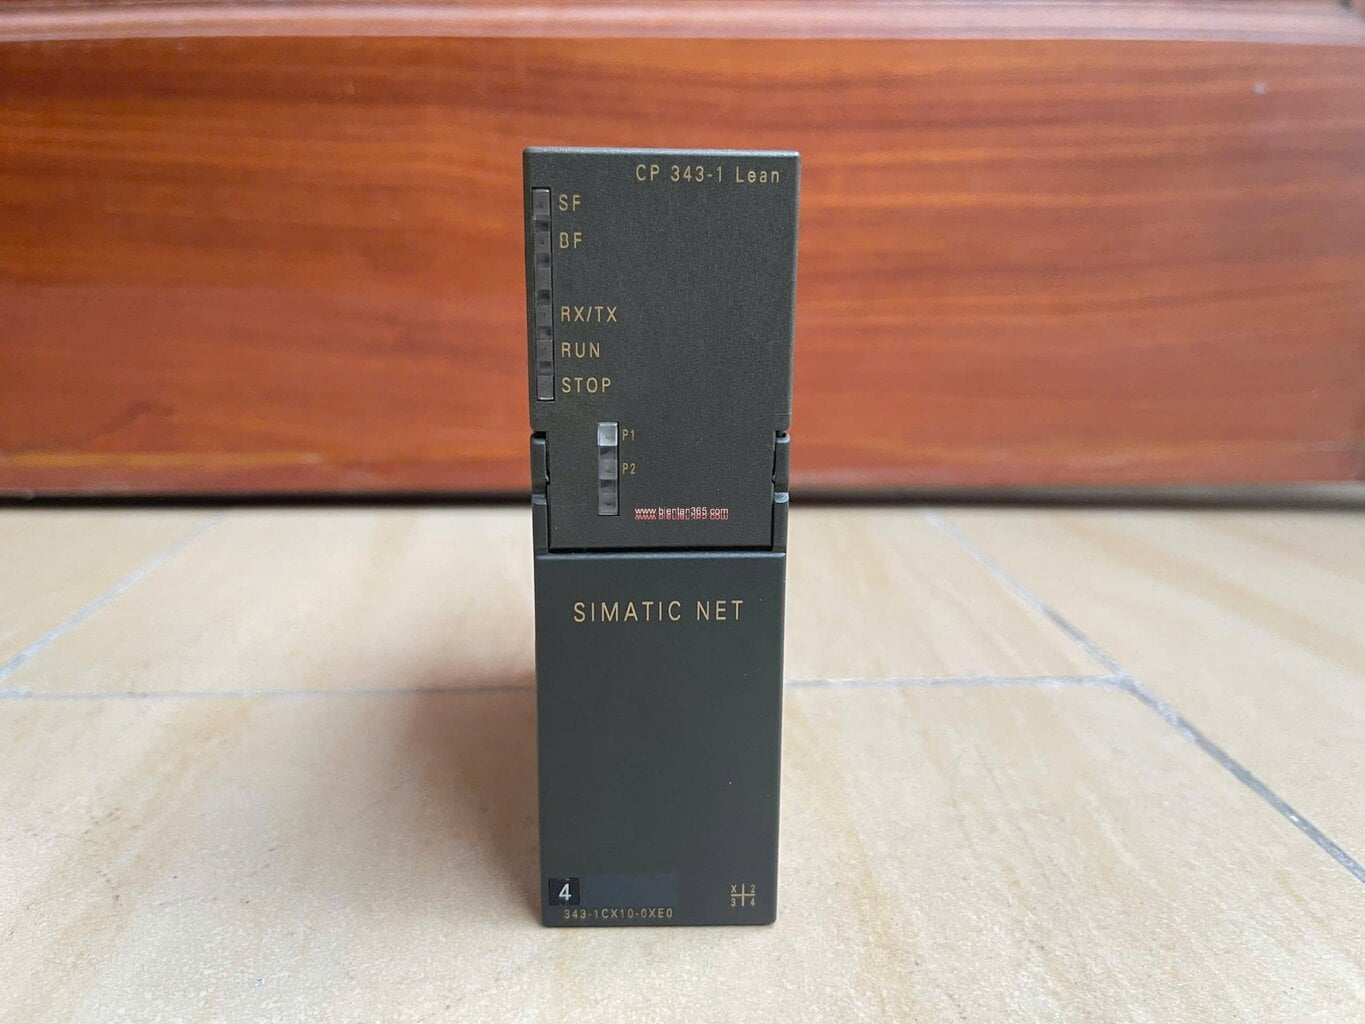 CP 343-1 Lean
SF
BF
RX/TX
RUN
STOP
P1
P2
www.bientan365.com
SIMATIC NET
4
X 2
3 4
343-1CX10-0XE0